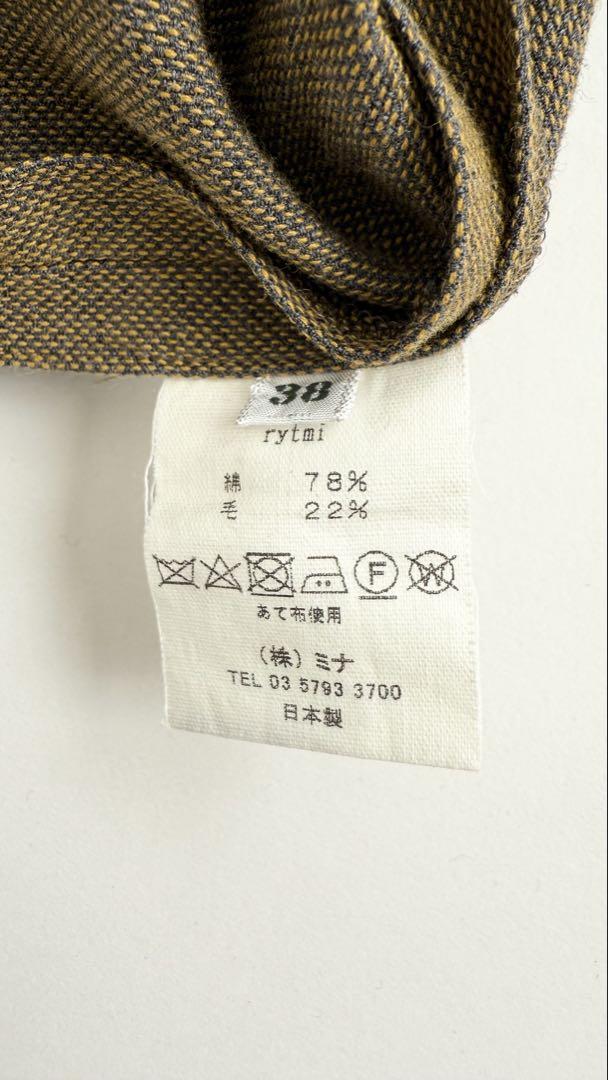 38
rytmi
綿 78%
毛 22%
F W
あて布使用
(株)ミナ
TEL 03 5793 3700
日本製